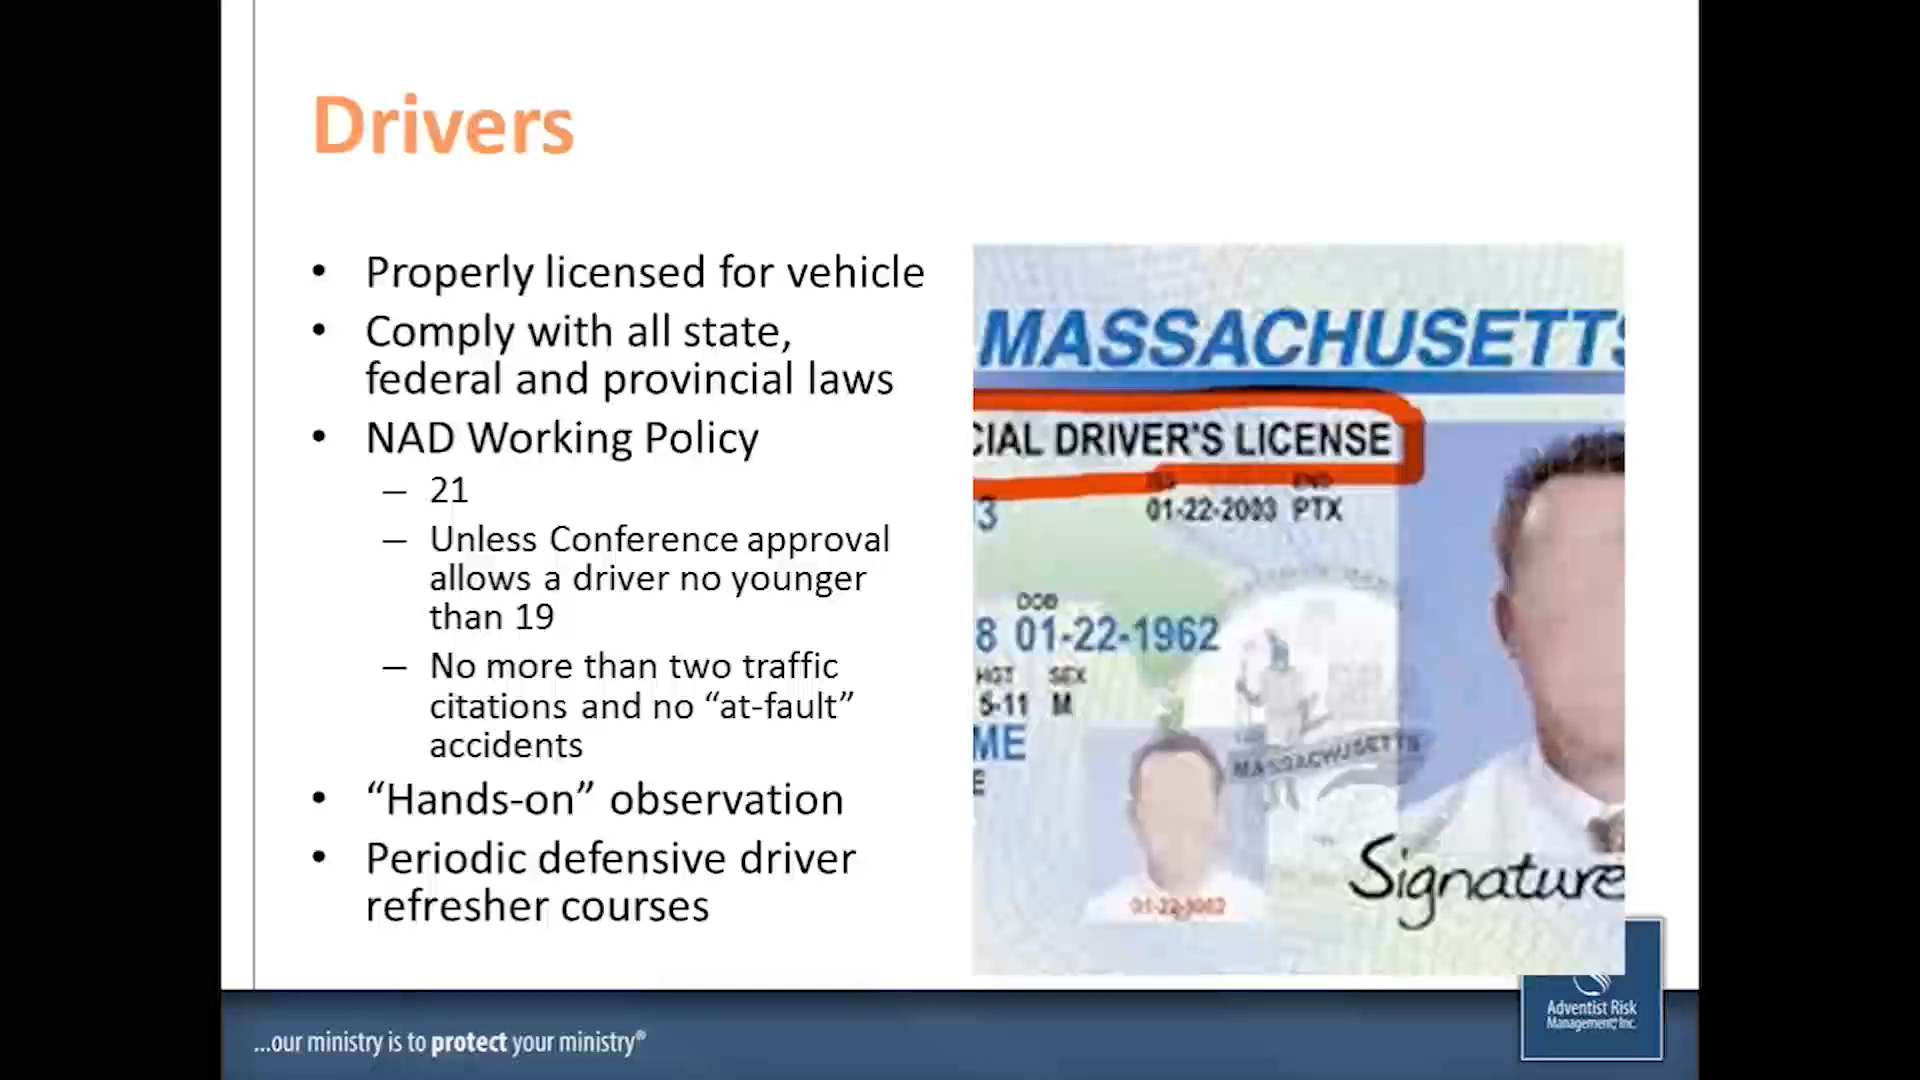 Drivers
• Properly licensed for vehicle
• Comply with all state,
federal and provincial laws
• NAD Working Policy
– 21
– Unless Conference approval
allows a driver no younger
than 19
– No more than two traffic
citations and no “at-fault”
accidents
• “Hands-on” observation
• Periodic defensive driver
refresher courses
MASSACHUSETTS
CIAL DRIVER'S LICENSE
3 01-22-2003 PTX
DOB
8 01-22-1962
HGT SEX
5-11 M
ME
E
MASSACHUSETTS
01-22-1962
Signature
Adventist Risk
Management, Inc.
...our ministry is to protect your ministry®